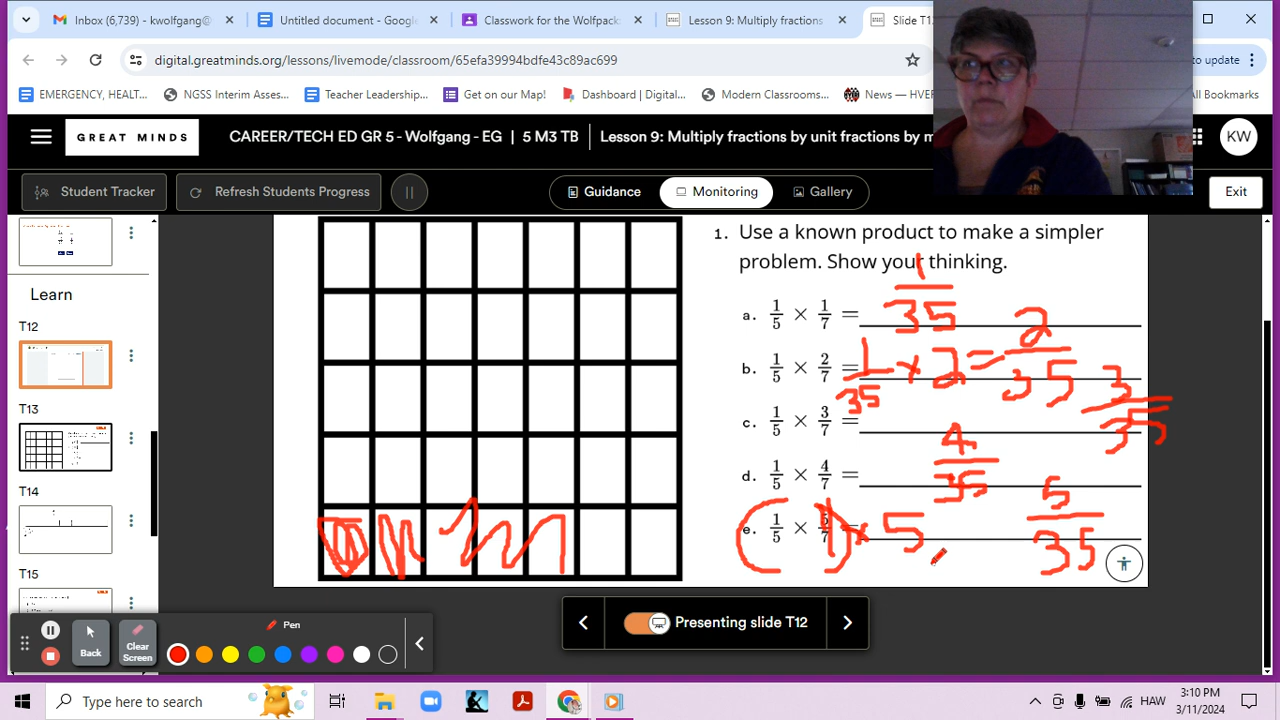 Inbox (6,739) - kwolfgang@
Untitled document - Google
Classwork for the Wolfpack
Lesson 9: Multiply fractions
Slide T12
digital.greatminds.org/lessons/livemode/classroom/65efa39994bdfe43c89ac699
to update
EMERGENCY, HEALT...
NGSS Interim Asses...
Teacher Leadership...
Get on our Map!
Dashboard | Digital...
Modern Classrooms...
News — HVER
All Bookmarks
GREAT MINDS
CAREER/TECH ED GR 5 - Wolfgang - EG | 5 M3 TB
Lesson 9: Multiply fractions by unit fractions by m
KW
Student Tracker
Refresh Students Progress
Guidance
Monitoring
Gallery
Exit
Learn
T12
T13
T14
T15
1. Use a known product to make a simpler
problem. Show your thinking.
a. 1/5 × 1/7 = 1/35
b. 1/5 × 2/7 = 1/35 × 2 = 2/35
c. 1/5 × 3/7 = 3/35
d. 1/5 × 4/7 = 4/35
e. (1/5 × 5/7) = × 5 5/35
Presenting slide T12
Pen
Back
Clear
Screen
Type here to search
HAW
3:10 PM
3/11/2024